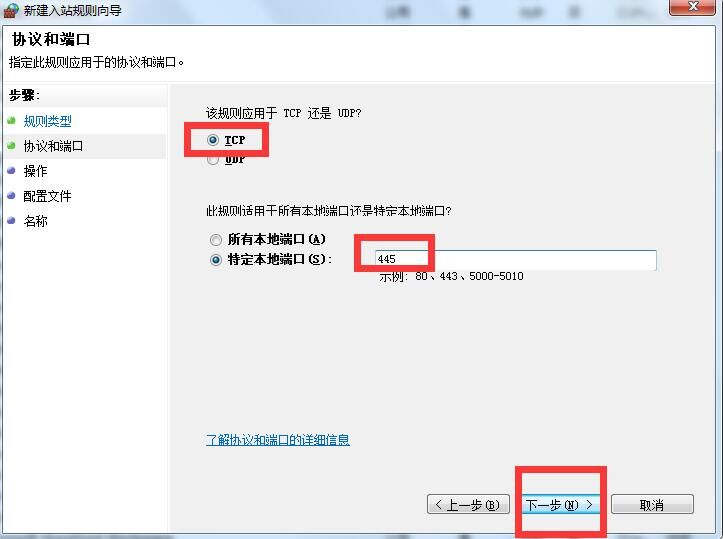 新建入站规则向导
协议和端口
指定此规则应用于的协议和端口。
步骤:
规则类型
协议和端口
操作
配置文件
名称
该规则应用于 TCP 还是 UDP?
TCP
UDP
此规则适用于所有本地端口还是特定本地端口?
所有本地端口(A)
特定本地端口(S):
445
示例: 80、443、5000-5010
了解协议和端口的详细信息
< 上一步(B)
下一步(N) >
取消